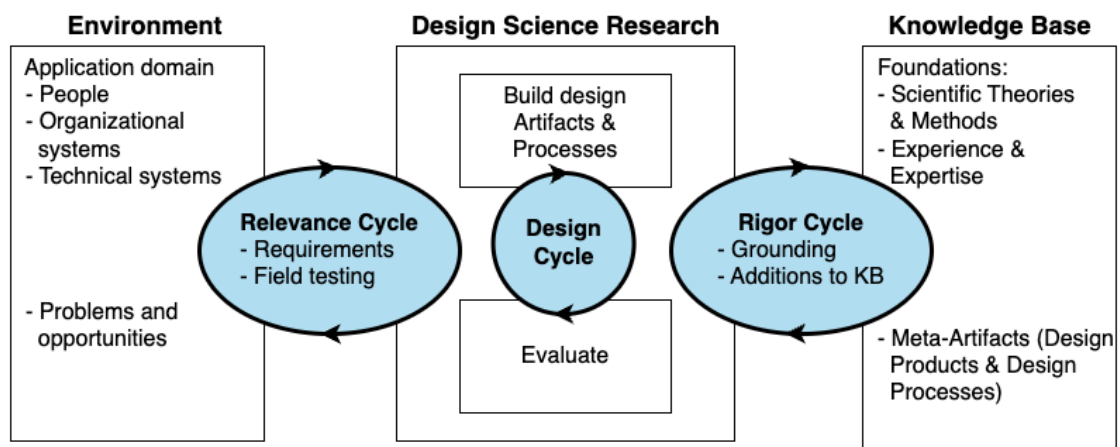 Environment
Design Science Research
Knowledge Base
Application domain
- People
- Organizational
systems
- Technical systems
- Problems and
opportunities
Relevance Cycle
- Requirements
- Field testing
Build design
Artifacts &
Processes
Design
Cycle
Evaluate
Rigor Cycle
- Grounding
- Additions to KB
Foundations:
- Scientific Theories
& Methods
- Experience &
Expertise
- Meta-Artifacts (Design
Products & Design
Processes)